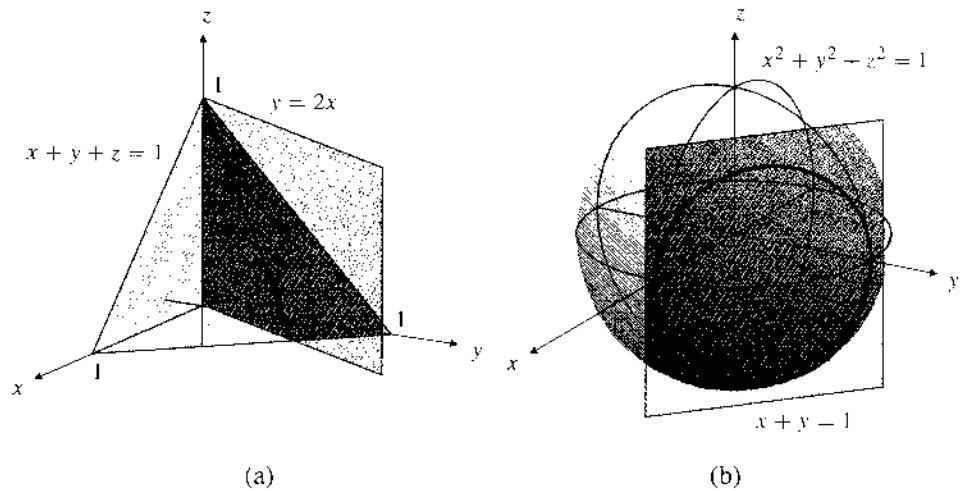 z
1
y = 2x
x + y + z = 1
1
y
x
1
(a)
z
x² + y² − z² = 1
y
x
x + y − 1
(b)